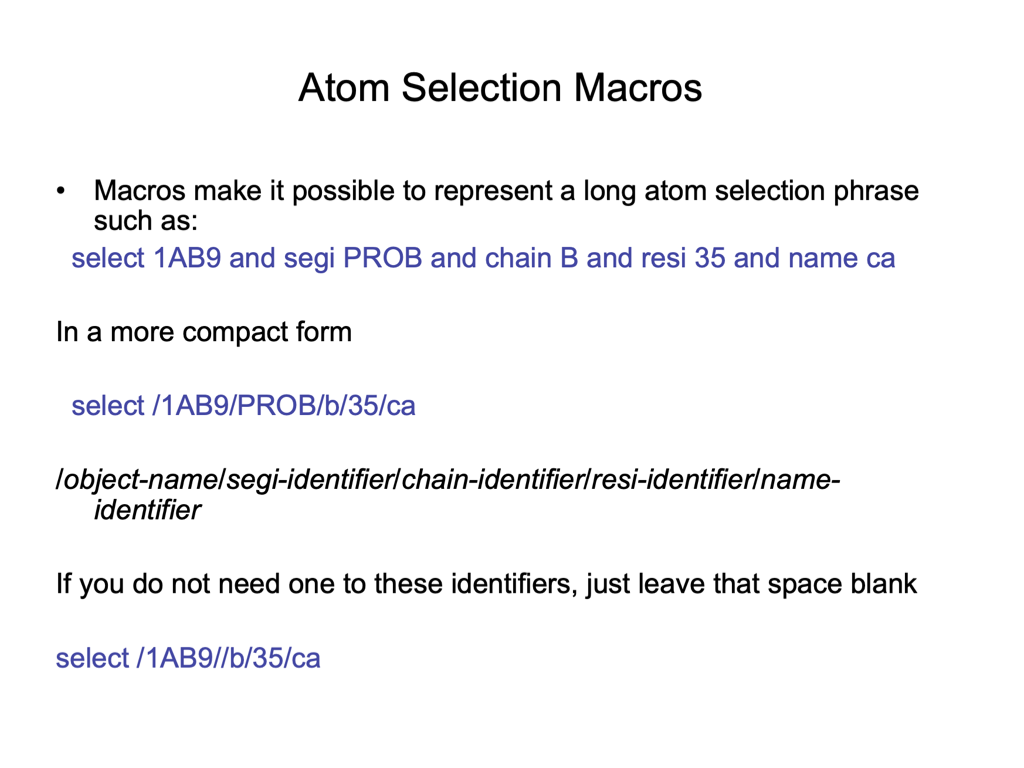 Atom Selection Macros
• Macros make it possible to represent a long atom selection phrase
such as:
select 1AB9 and segi PROB and chain B and resi 35 and name ca
In a more compact form
select /1AB9/PROB/b/35/ca
/object-name/segi-identifier/chain-identifier/resi-identifier/name-
identifier
If you do not need one to these identifiers, just leave that space blank
select /1AB9//b/35/ca